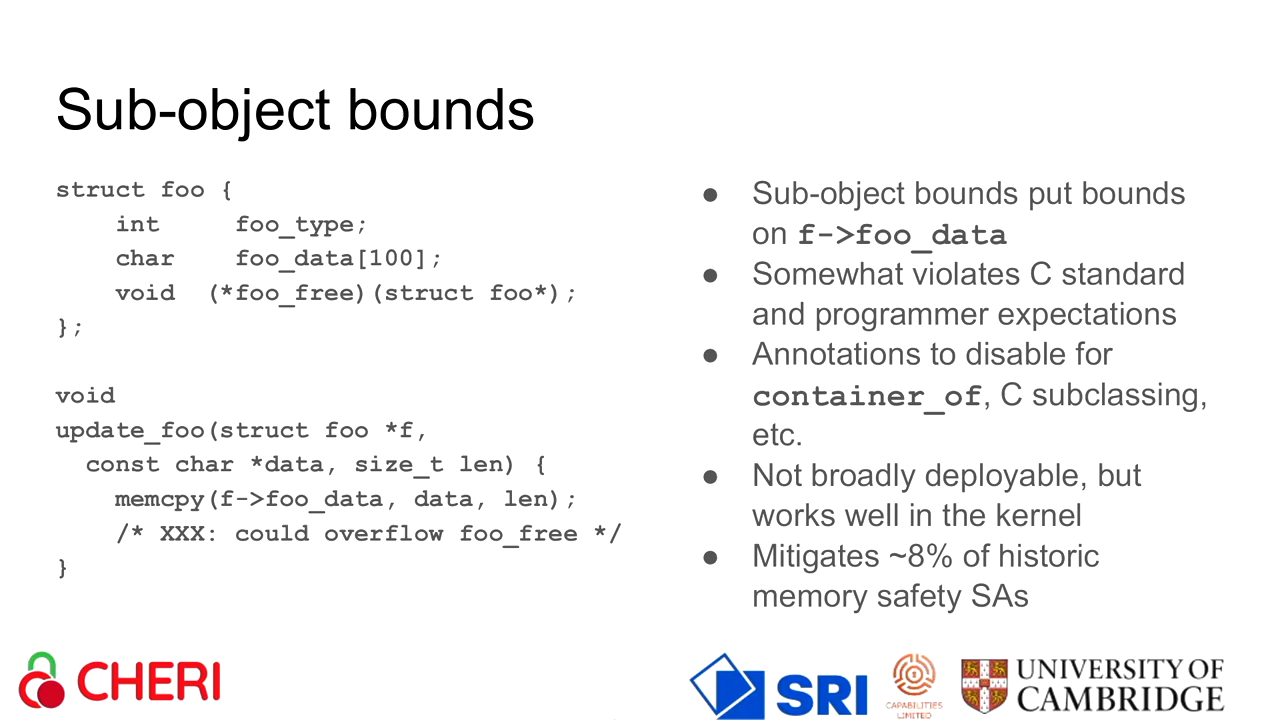 Sub-object bounds
struct foo {
    int     foo_type;
    char    foo_data[100];
    void  (*foo_free)(struct foo*);
};
void
update_foo(struct foo *f,
  const char *data, size_t len) {
    memcpy(f->foo_data, data, len);
    /* XXX: could overflow foo_free */
}
● Sub-object bounds put bounds
on f->foo_data
● Somewhat violates C standard
and programmer expectations
● Annotations to disable for
container_of, C subclassing,
etc.
● Not broadly deployable, but
works well in the kernel
● Mitigates ~8% of historic
memory safety SAs
CHERI
SRI
CAPABILITIES
LIMITED
UNIVERSITY OF
CAMBRIDGE